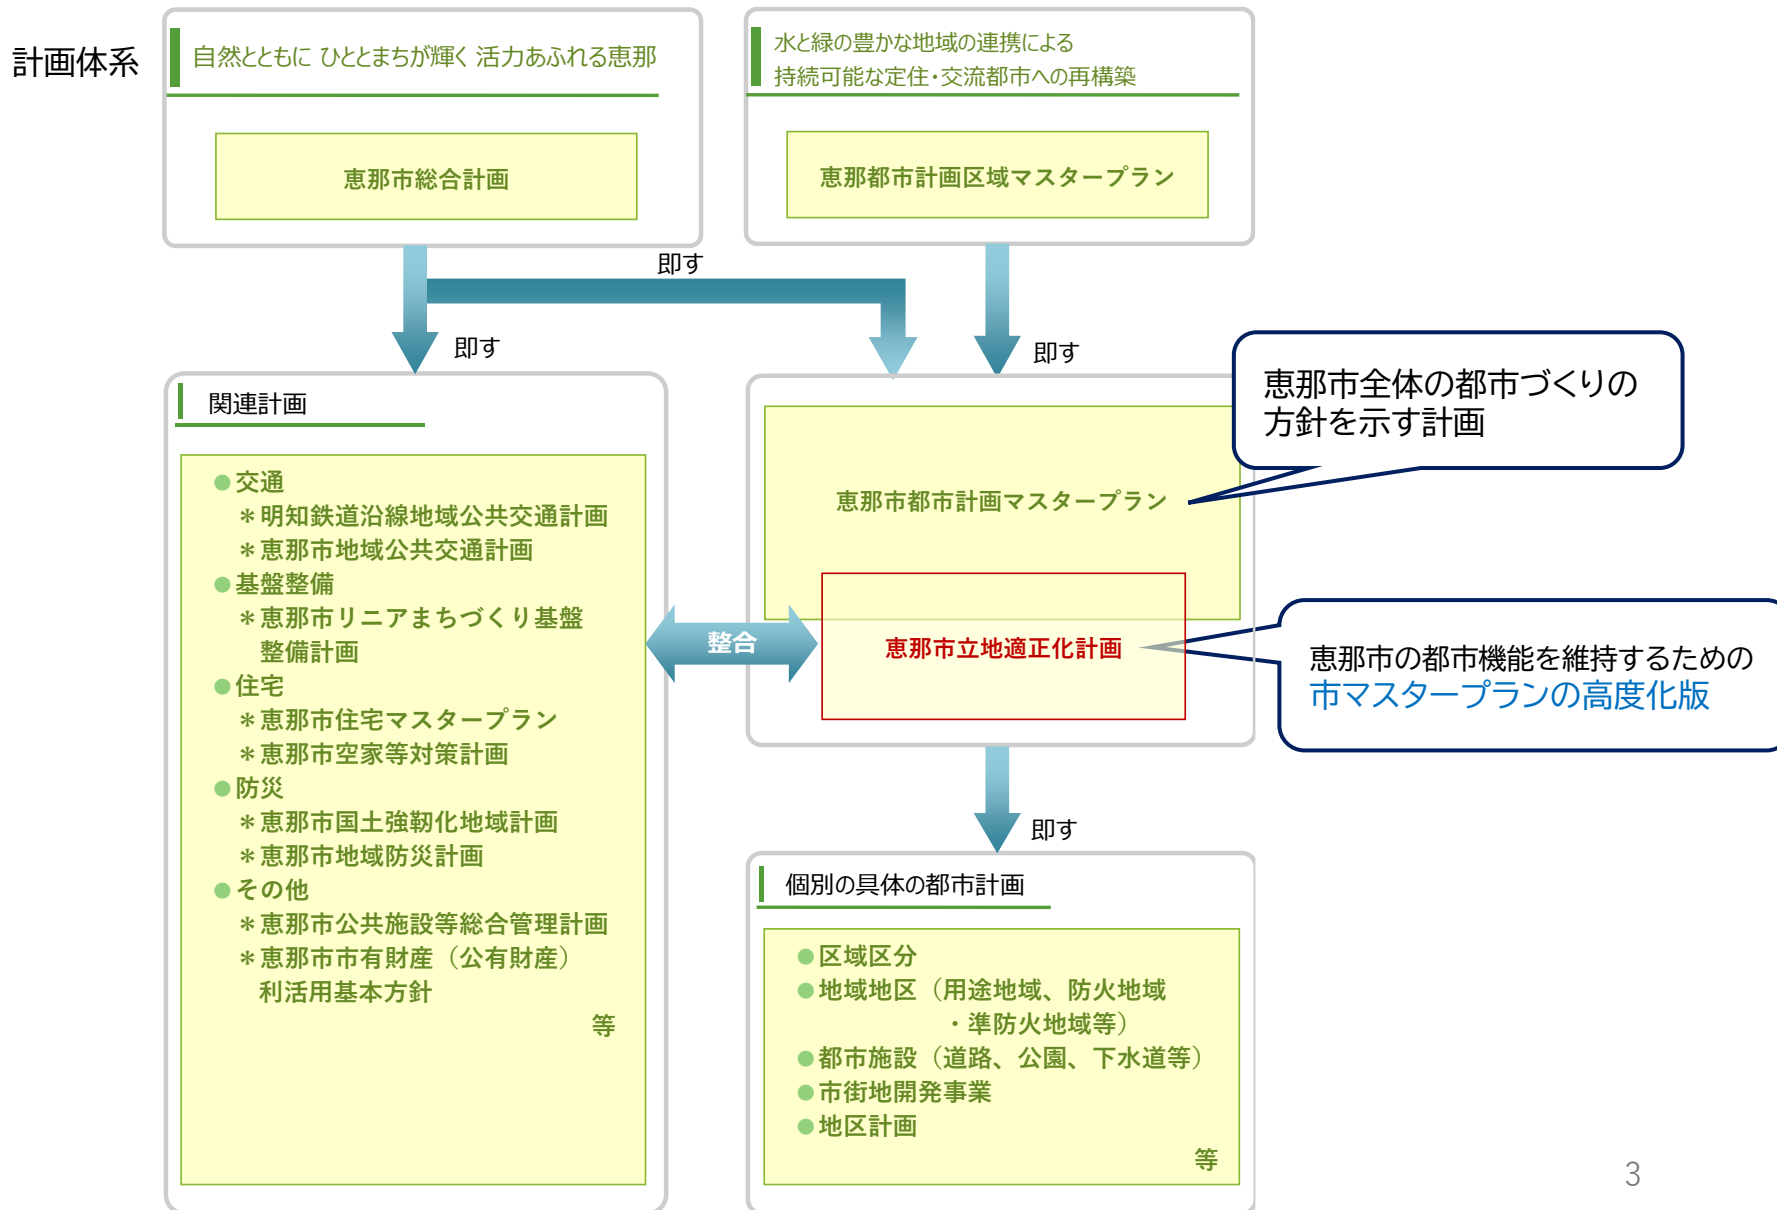 計画体系
自然とともに ひととまちが輝く 活力あふれる恵那
恵那市総合計画
水と緑の豊かな地域の連携による
持続可能な定住・交流都市への再構築
恵那都市計画区域マスタープラン
即す
即す
即す
関連計画
●交通
＊明知鉄道沿線地域公共交通計画
＊恵那市地域公共交通計画
●基盤整備
＊恵那市リニアまちづくり基盤
整備計画
●住宅
＊恵那市住宅マスタープラン
＊恵那市空家等対策計画
●防災
＊恵那市国土強靭化地域計画
＊恵那市地域防災計画
●その他
＊恵那市公共施設等総合管理計画
＊恵那市市有財産（公有財産）
利活用基本方針
等
整合
恵那市都市計画マスタープラン
恵那市立地適正化計画
恵那市全体の都市づくりの
方針を示す計画
恵那市の都市機能を維持するための
市マスタープランの高度化版
即す
個別の具体の都市計画
●区域区分
●地域地区（用途地域、防火地域
・準防火地域等）
●都市施設（道路、公園、下水道等）
●市街地開発事業
●地区計画
等
3